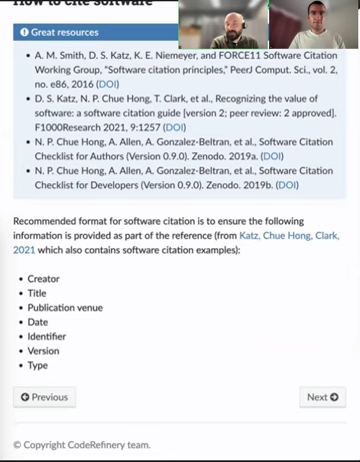 How to cite software
Great resources
• A. M. Smith, D. S. Katz, K. E. Niemeyer, and FORCE11 Software Citation
Working Group, "Software citation principles," PeerJ Comput. Sci., vol. 2,
no. e86, 2016 (DOI)
• D. S. Katz, N. P. Chue Hong, T. Clark, et al., Recognizing the value of
software: a software citation guide [version 2; peer review: 2 approved].
F1000Research 2021, 9:1257 (DOI)
• N. P. Chue Hong, A. Allen, A. Gonzalez-Beltran, et al., Software Citation
Checklist for Authors (Version 0.9.0). Zenodo. 2019a. (DOI)
• N. P. Chue Hong, A. Allen, A. Gonzalez-Beltran, et al., Software Citation
Checklist for Developers (Version 0.9.0). Zenodo. 2019b. (DOI)
Recommended format for software citation is to ensure the following
information is provided as part of the reference (from Katz, Chue Hong, Clark,
2021 which also contains software citation examples):
• Creator
• Title
• Publication venue
• Date
• Identifier
• Version
• Type
Previous
Next
© Copyright CodeRefinery team.